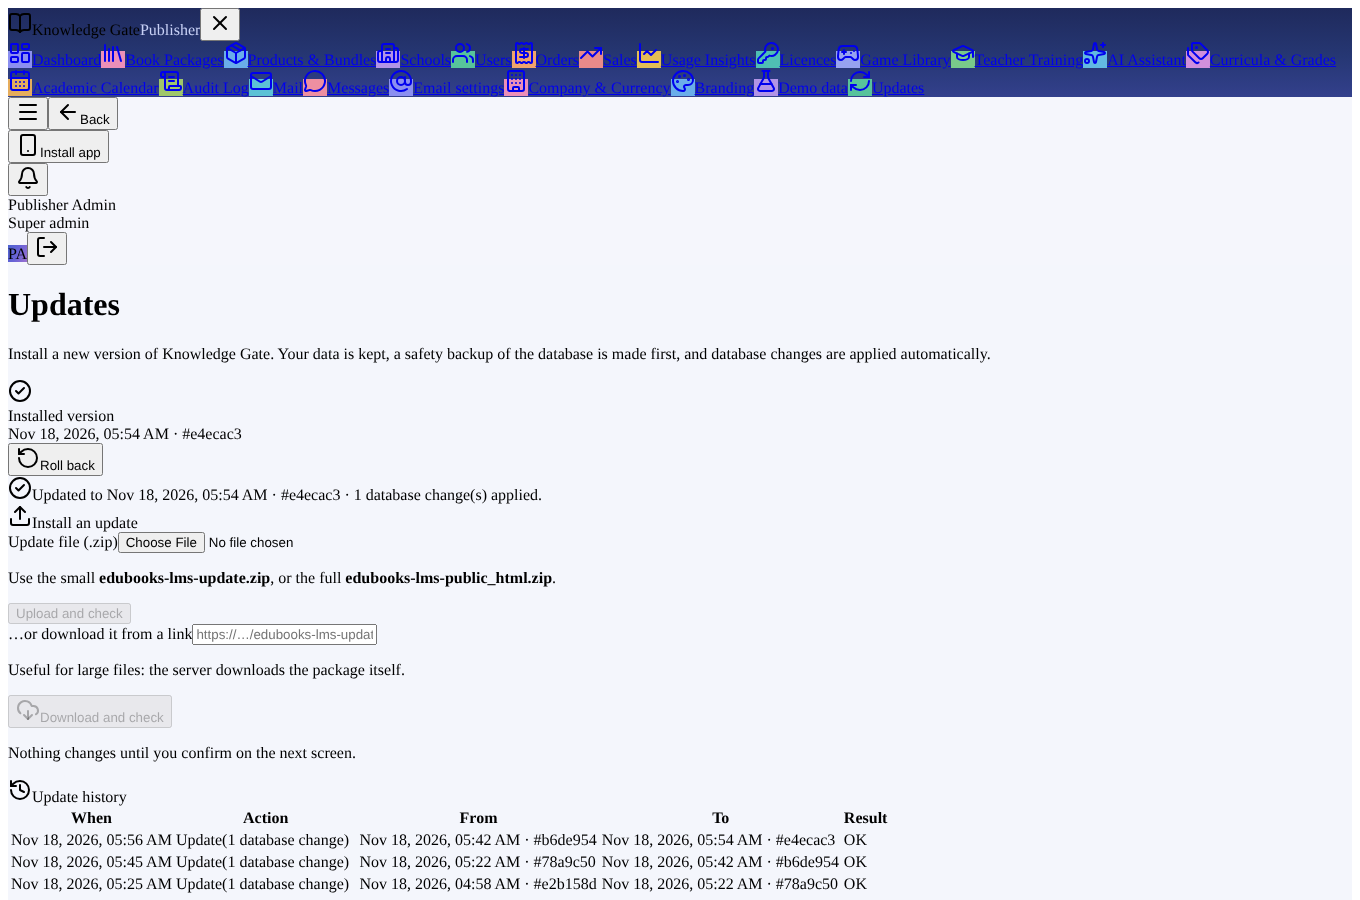 Knowledge Gate Publisher
Dashboard Book Packages Products & Bundles Schools Users Orders Sales Usage Insights Licences Game Library Teacher Training AI Assistant Curricula & Grades
Academic Calendar Audit Log Mail Messages Email settings Company & Currency Branding Demo data Updates
Back
Install app
Publisher Admin
Super admin
PA
Updates
Install a new version of Knowledge Gate. Your data is kept, a safety backup of the database is made first, and database changes are applied automatically.
Installed version
Nov 18, 2026, 05:54 AM · #e4ecac3
Roll back
Updated to Nov 18, 2026, 05:54 AM · #e4ecac3 · 1 database change(s) applied.
Install an update
Update file (.zip) Choose File No file chosen
Use the small edubooks-lms-update.zip, or the full edubooks-lms-public_html.zip.
Upload and check
…or download it from a link https://…/edubooks-lms-updat
Useful for large files: the server downloads the package itself.
Download and check
Nothing changes until you confirm on the next screen.
Update history
When Action From To Result
Nov 18, 2026, 05:56 AM Update(1 database change) Nov 18, 2026, 05:42 AM · #b6de954 Nov 18, 2026, 05:54 AM · #e4ecac3 OK
Nov 18, 2026, 05:45 AM Update(1 database change) Nov 18, 2026, 05:22 AM · #78a9c50 Nov 18, 2026, 05:42 AM · #b6de954 OK
Nov 18, 2026, 05:25 AM Update(1 database change) Nov 18, 2026, 04:58 AM · #e2b158d Nov 18, 2026, 05:22 AM · #78a9c50 OK